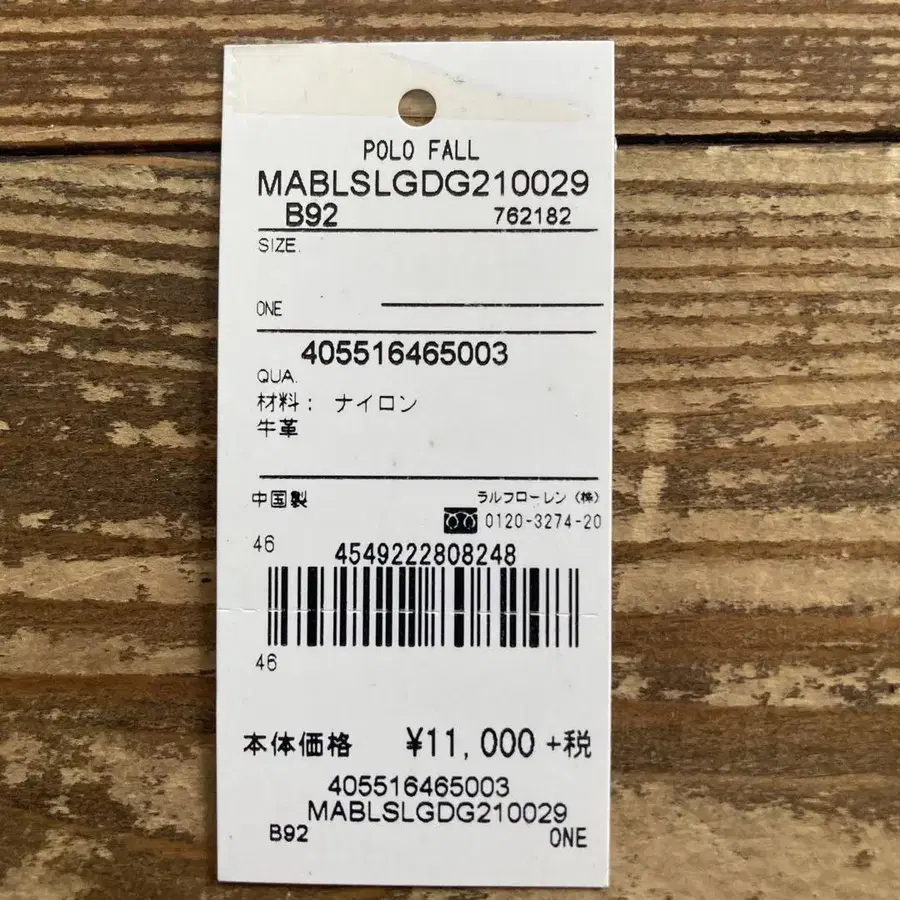 POLO FALL
MABLSLGDG210029
B92 762182
SIZE.
ONE
405516465003
QUA.
材料: ナイロン
牛革
中国製 ラルフローレン (株)
0120-3274-20
46
4549222808248
46
本体価格 ¥11,000 +税
405516465003
MABLSLGDG210029
B92 ONE